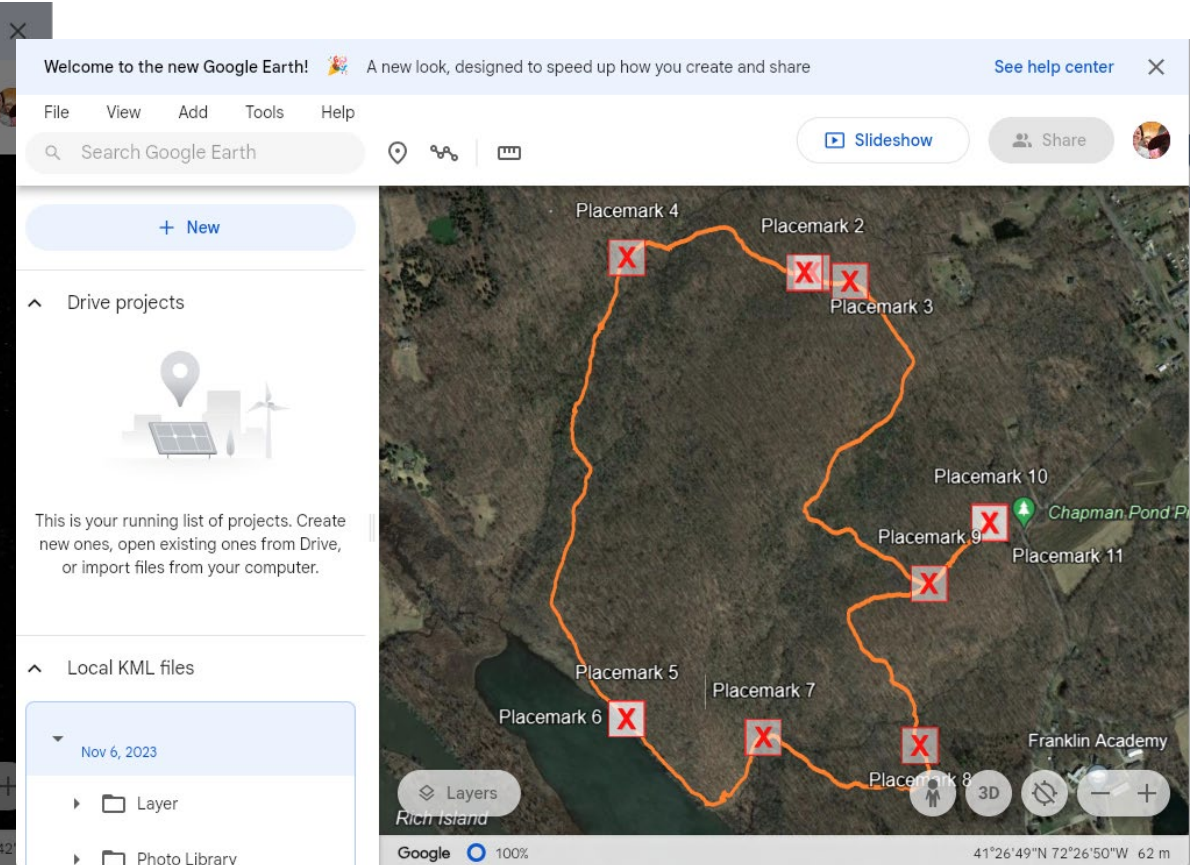 Welcome to the new Google Earth! A new look, designed to speed up how you create and share See help center
File View Add Tools Help
Search Google Earth
Slideshow
Share
New
Drive projects
This is your running list of projects. Create
new ones, open existing ones from Drive,
or import files from your computer.
Local KML files
Nov 6, 2023
Layer
Photo Library
Placemark 4
Placemark 2
X
X
X
Placemark 3
Placemark 10
X
Chapman Pond
Placemark 9
Placemark 11
X
Placemark 5
Placemark 7
Placemark 6
X
X
X
Franklin Academy
Placemark 8
Layers
3D
Rich Island
Google 100%
41°26'49"N 72°26'50"W 62 m